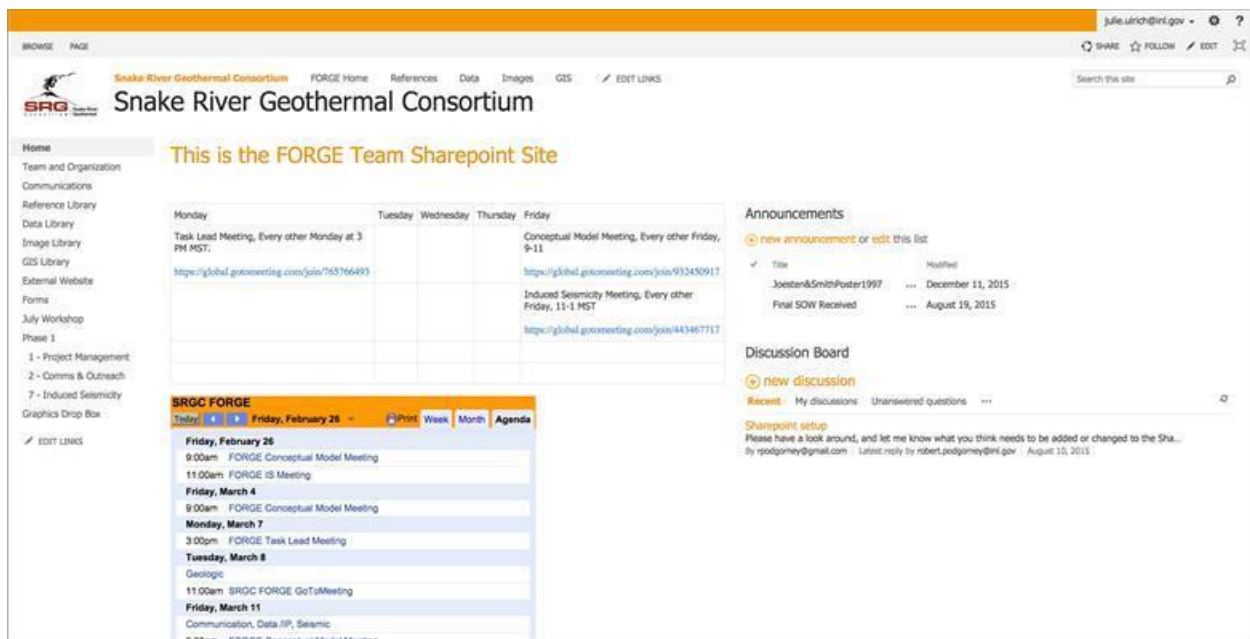 julie.ulrich@inl.gov ?
BROWSE PAGE
SHARE FOLLOW EDIT
Snake River Geothermal Consortium FORGE Home References Data Images GIS EDIT LINKS
Search this site
SRG
Snake River Geothermal Consortium
Home
Team and Organization
Communications
Reference Library
Data Library
Image Library
GIS Library
External Website
Forms
July Workshop
Phase 1
1 - Project Management
2 - Comms & Outreach
7 - Induced Seismicity
Graphics Drop Box
EDIT LINKS
This is the FORGE Team Sharepoint Site
Monday Tuesday Wednesday Thursday Friday
Task Lead Meeting, Every other Monday at 3
PM MST.
https://global.gotomeeting.com/join/765766493
Conceptual Model Meeting, Every other Friday,
9-11
https://global.gotomeeting.com/join/932450917
Induced Seismicity Meeting, Every other
Friday, 11-1 MST
https://global.gotomeeting.com/join/443467717
SRGC FORGE
Today Friday, February 26 Print Week Month Agenda
Friday, February 26
9:00am FORGE Conceptual Model Meeting
11:00am FORGE IS Meeting
Friday, March 4
9:00am FORGE Conceptual Model Meeting
Monday, March 7
3:00pm FORGE Task Lead Meeting
Tuesday, March 8
Geologic
11:00am SRGC FORGE GoToMeeting
Friday, March 11
Communication, Data /IP, Seismic
Announcements
new announcement or edit this list
Title Modified
Joesten&SmithPoster1997 ... December 11, 2015
Final SOW Received ... August 19, 2015
Discussion Board
new discussion
Recent My discussions Unanswered questions ...
Sharepoint setup
Please have a look around, and let me know what you think needs to be added or changed to the Sha...
By rpodgorney@gmail.com Latest reply by robert.podgorney@inl.gov August 10, 2015